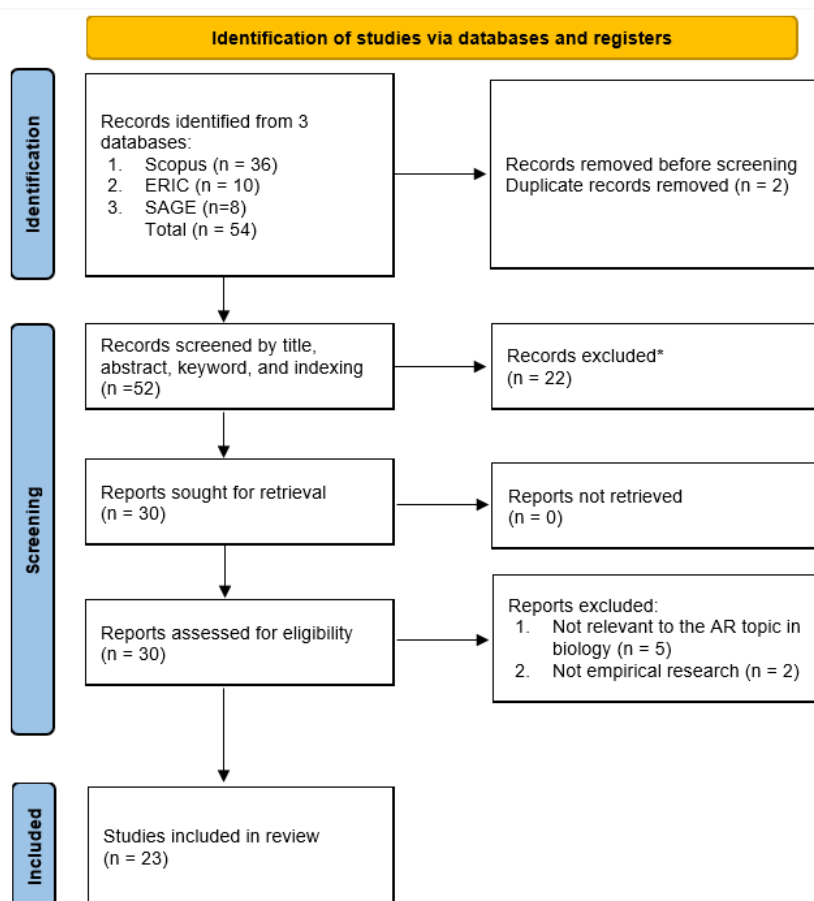 Identification of studies via databases and registers
Identification
Records identified from 3
databases:
1. Scopus (n = 36)
2. ERIC (n = 10)
3. SAGE (n=8)
Total (n = 54)
Records removed before screening
Duplicate records removed (n = 2)
Screening
Records screened by title,
abstract, keyword, and indexing
(n =52)
Records excluded*
(n = 22)
Reports sought for retrieval
(n = 30)
Reports not retrieved
(n = 0)
Reports assessed for eligibility
(n = 30)
Reports excluded:
1. Not relevant to the AR topic in
biology (n = 5)
2. Not empirical research (n = 2)
Included
Studies included in review
(n = 23)